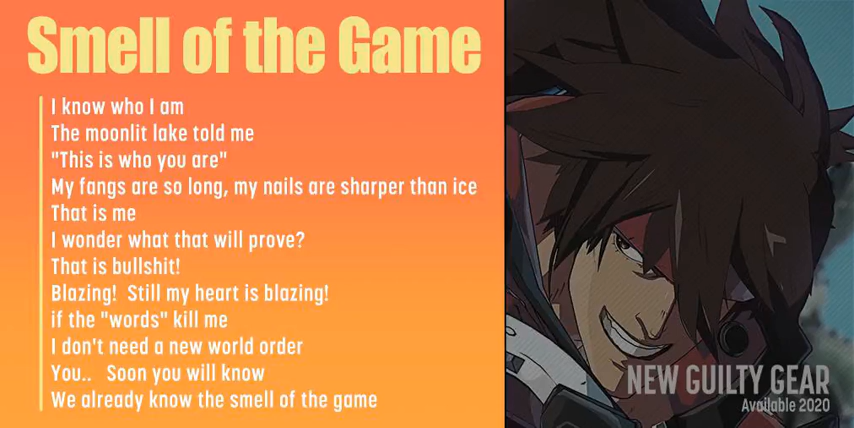 Smell of the Game
I know who I am
The moonlit lake told me
"This is who you are"
My fangs are so long, my nails are sharper than ice
That is me
I wonder what that will prove?
That is bullshit!
Blazing!  Still my heart is blazing!
if the "words" kill me
I don't need a new world order
You..   Soon you will know
We already know the smell of the game
NEW GUILTY GEAR
Available 2020